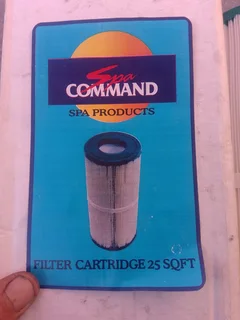 Spa
COMMAND
SPA PRODUCTS
FILTER CARTRIDGE 25 SQFT